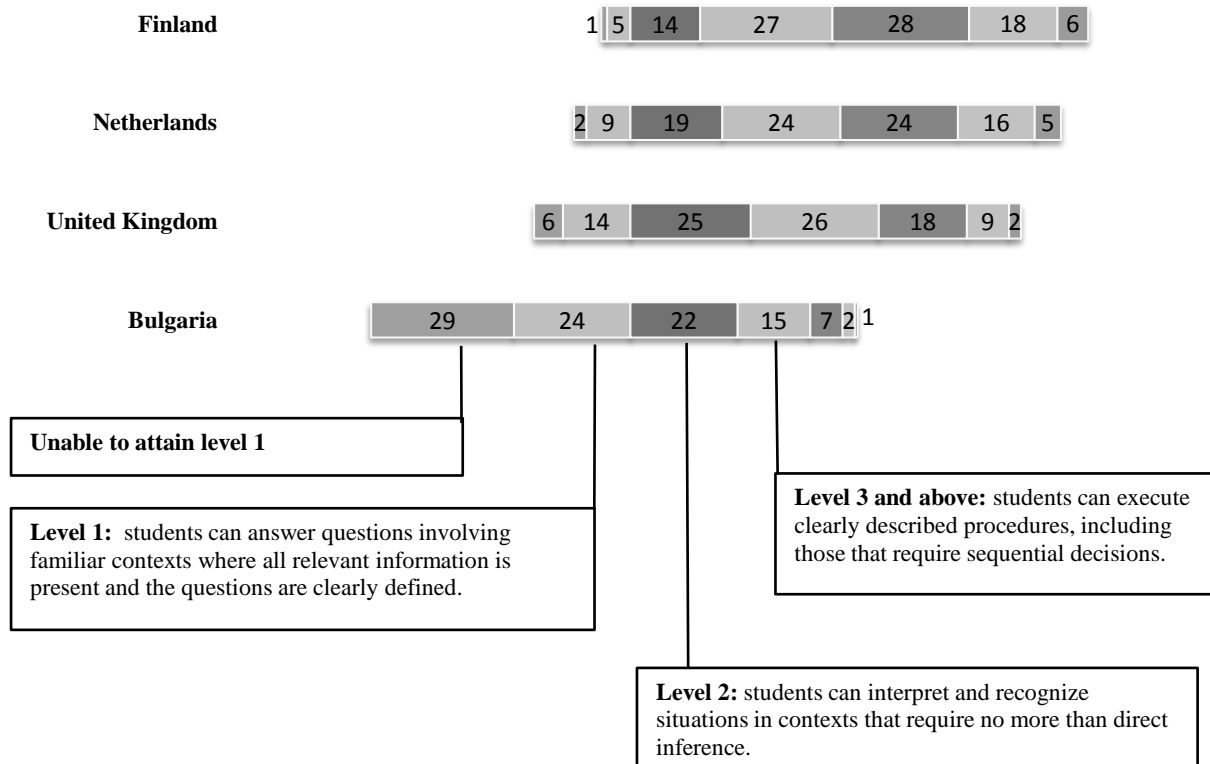 Finland 1 5 14 27 28 18 6
Netherlands 2 9 19 24 24 16 5
United Kingdom 6 14 25 26 18 9 2
Bulgaria 29 24 22 15 7 2 1
Unable to attain level 1
Level 1: students can answer questions involving
familiar contexts where all relevant information is
present and the questions are clearly defined.
Level 3 and above: students can execute
clearly described procedures, including
those that require sequential decisions.
Level 2: students can interpret and recognize
situations in contexts that require no more than direct
inference.